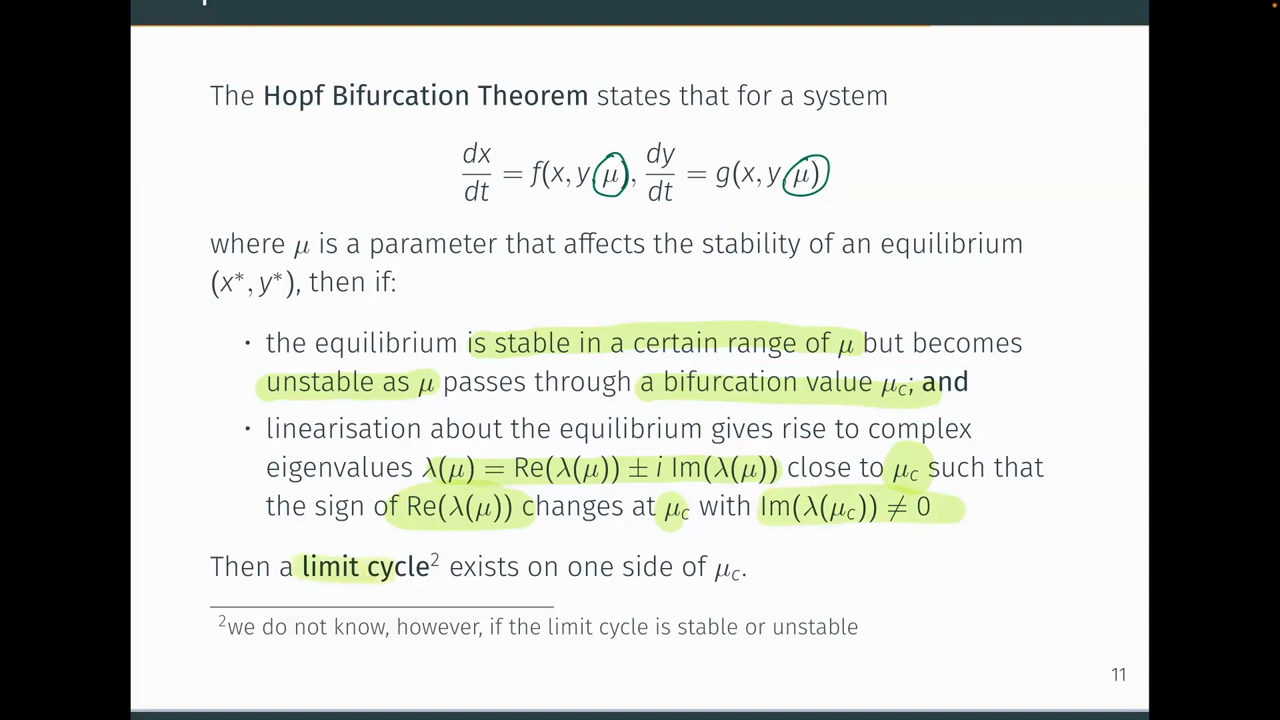 The Hopf Bifurcation Theorem states that for a system
dx/dt = f(x, y, μ), dy/dt = g(x, y, μ)
where μ is a parameter that affects the stability of an equilibrium
(x*, y*), then if:
· the equilibrium is stable in a certain range of μ but becomes
unstable as μ passes through a bifurcation value μc; and
· linearisation about the equilibrium gives rise to complex
eigenvalues λ(μ) = Re(λ(μ)) ± i Im(λ(μ)) close to μc such that
the sign of Re(λ(μ)) changes at μc with Im(λ(μc)) ≠ 0
Then a limit cycle² exists on one side of μc.
²we do not know, however, if the limit cycle is stable or unstable
11